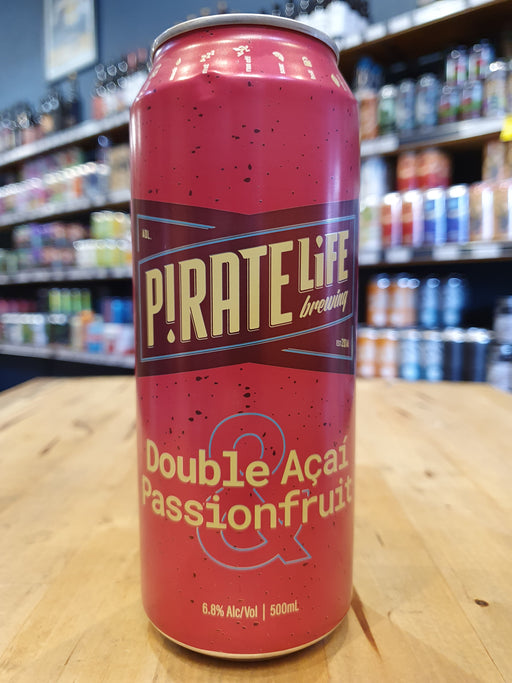 ADL.
P!RATE LiFE
brewing
EST 2014
&
Double Açaí
Passionfruit
6.8% Alc/Vol | 500mL